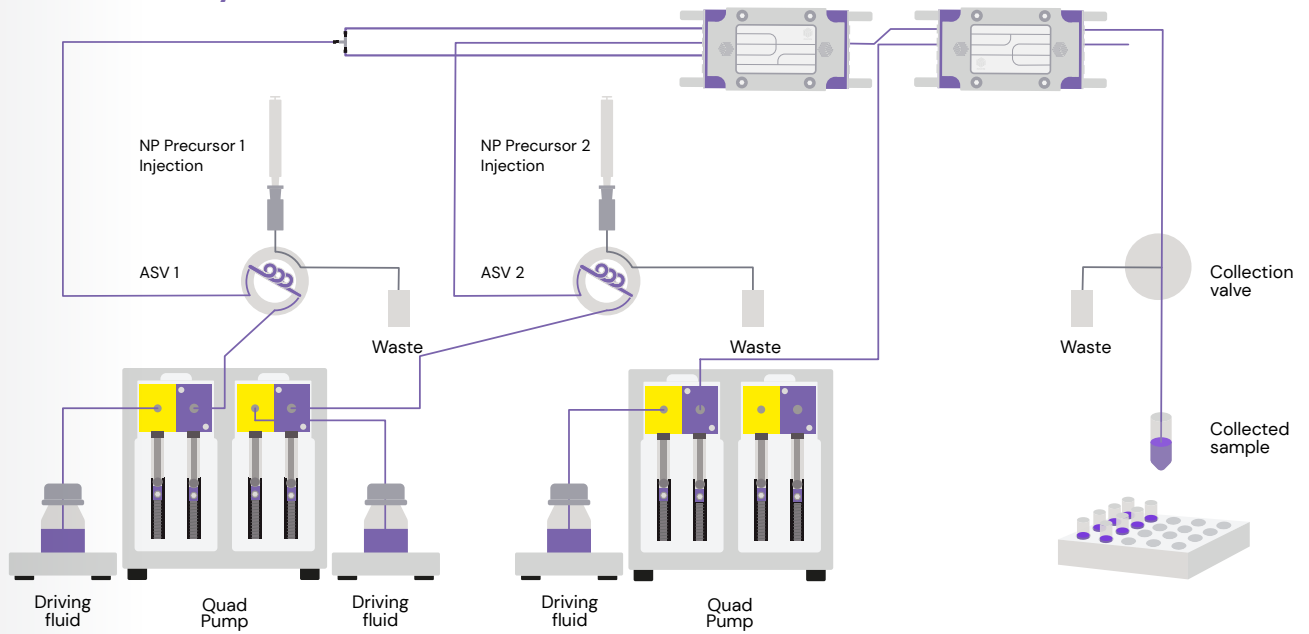 NP Precursor 1
Injection
NP Precursor 2
Injection
ASV 1
ASV 2
Collection
valve
Waste
Waste
Waste
Collected
sample
Driving
fluid
Quad
Pump
Driving
fluid
Driving
fluid
Quad
Pump